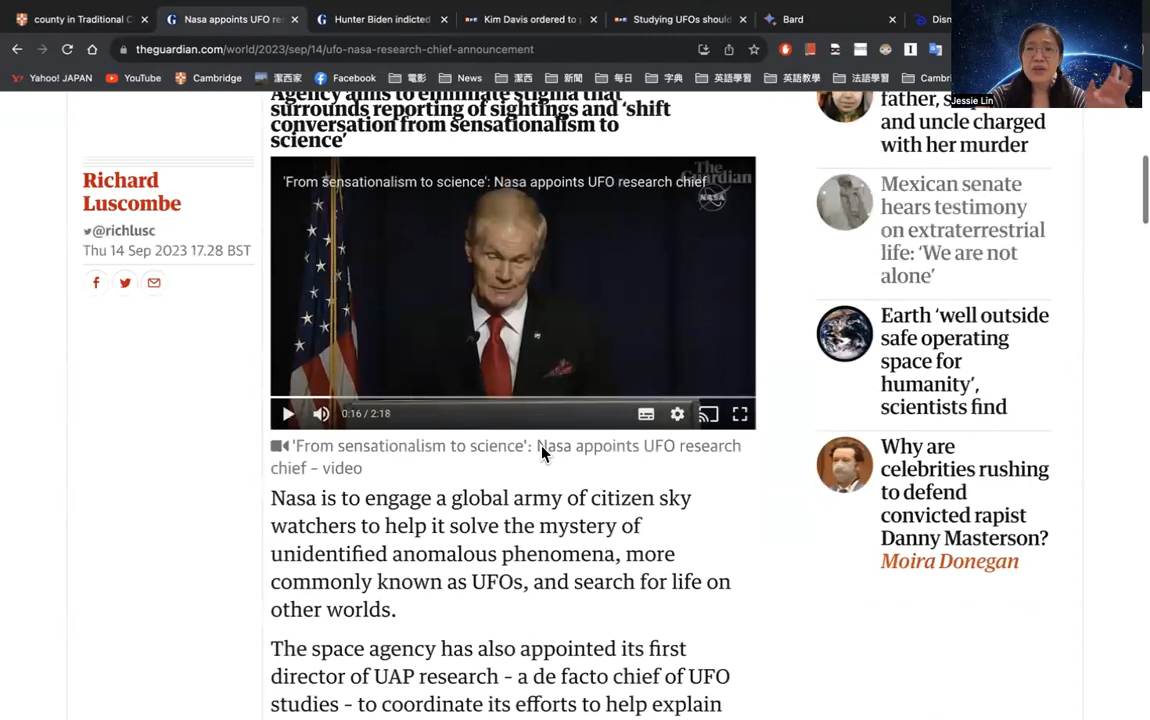 county in Traditional C
Nasa appoints UFO re
Hunter Biden indicted
Kim Davis ordered to
Studying UFOs should
Bard
Disn
theguardian.com/world/2023/sep/14/ufo-nasa-research-chief-announcement
Yahoo! JAPAN
YouTube
Cambridge
潔西家
Facebook
電影
News
潔西
新聞
每日
字典
英語學習
英語教學
法語學習
Cambri
Jessie Lin
Agency aims to eliminate stigma that
surrounds reporting of sightings and ‘shift
conversation from sensationalism to
science’
Richard
Luscombe
@richlusc
Thu 14 Sep 2023 17.28 BST
'From sensationalism to science': Nasa appoints UFO research chief
The
Guardian
NASA
0:16 / 2:18
'From sensationalism to science': Nasa appoints UFO research
chief – video
Nasa is to engage a global army of citizen sky
watchers to help it solve the mystery of
unidentified anomalous phenomena, more
commonly known as UFOs, and search for life on
other worlds.
The space agency has also appointed its first
director of UAP research – a de facto chief of UFO
studies – to coordinate its efforts to help explain
father, s
and uncle charged
with her murder
Mexican senate
hears testimony
on extraterrestrial
life: ‘We are not
alone’
Earth ‘well outside
safe operating
space for
humanity’,
scientists find
Why are
celebrities rushing
to defend
convicted rapist
Danny Masterson?
Moira Donegan